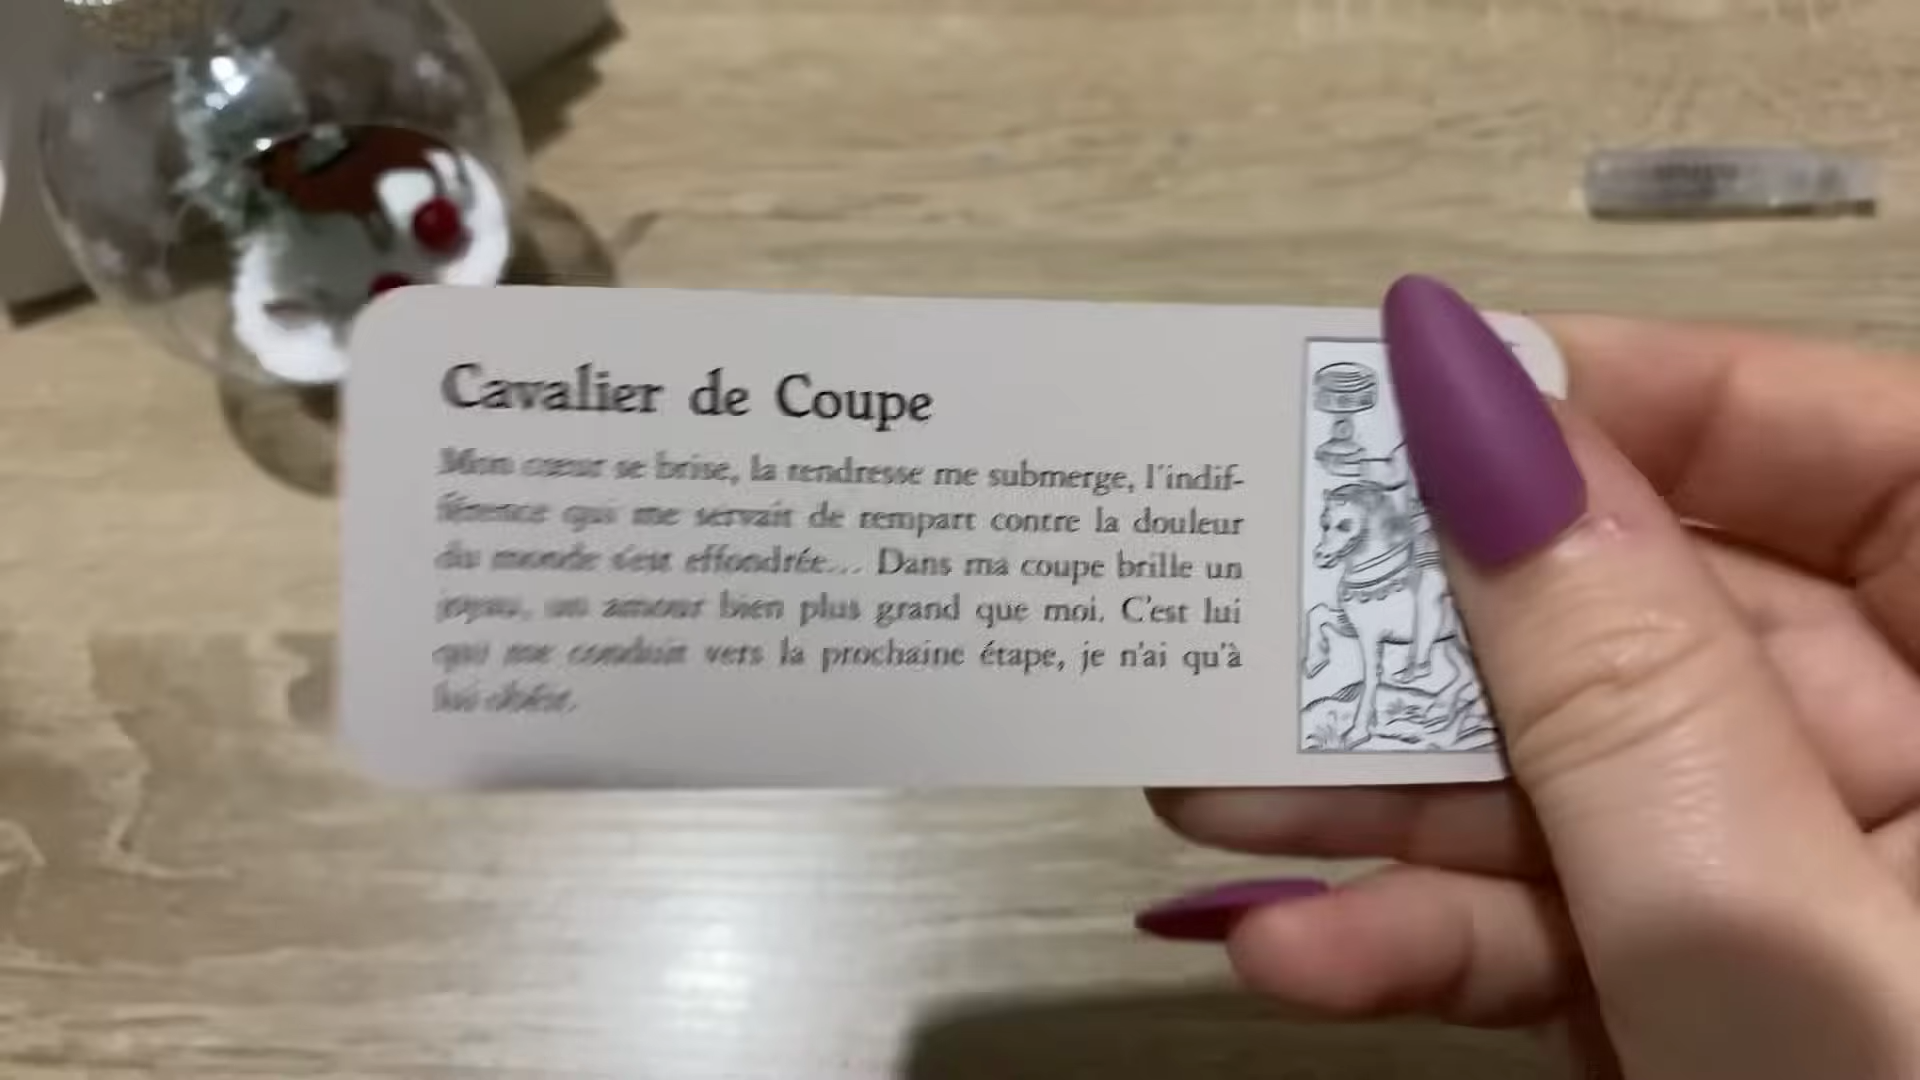 Cavalier de Coupe
Mon cœur se brise, la tendresse me submerge, l'indif-
férence qui me servait de rempart contre la douleur
du monde s'est effondrée... Dans ma coupe brille un
joyau, un amour bien plus grand que moi. C'est lui
qui me conduit vers la prochaine étape, je n'ai qu'à
lui obéir.